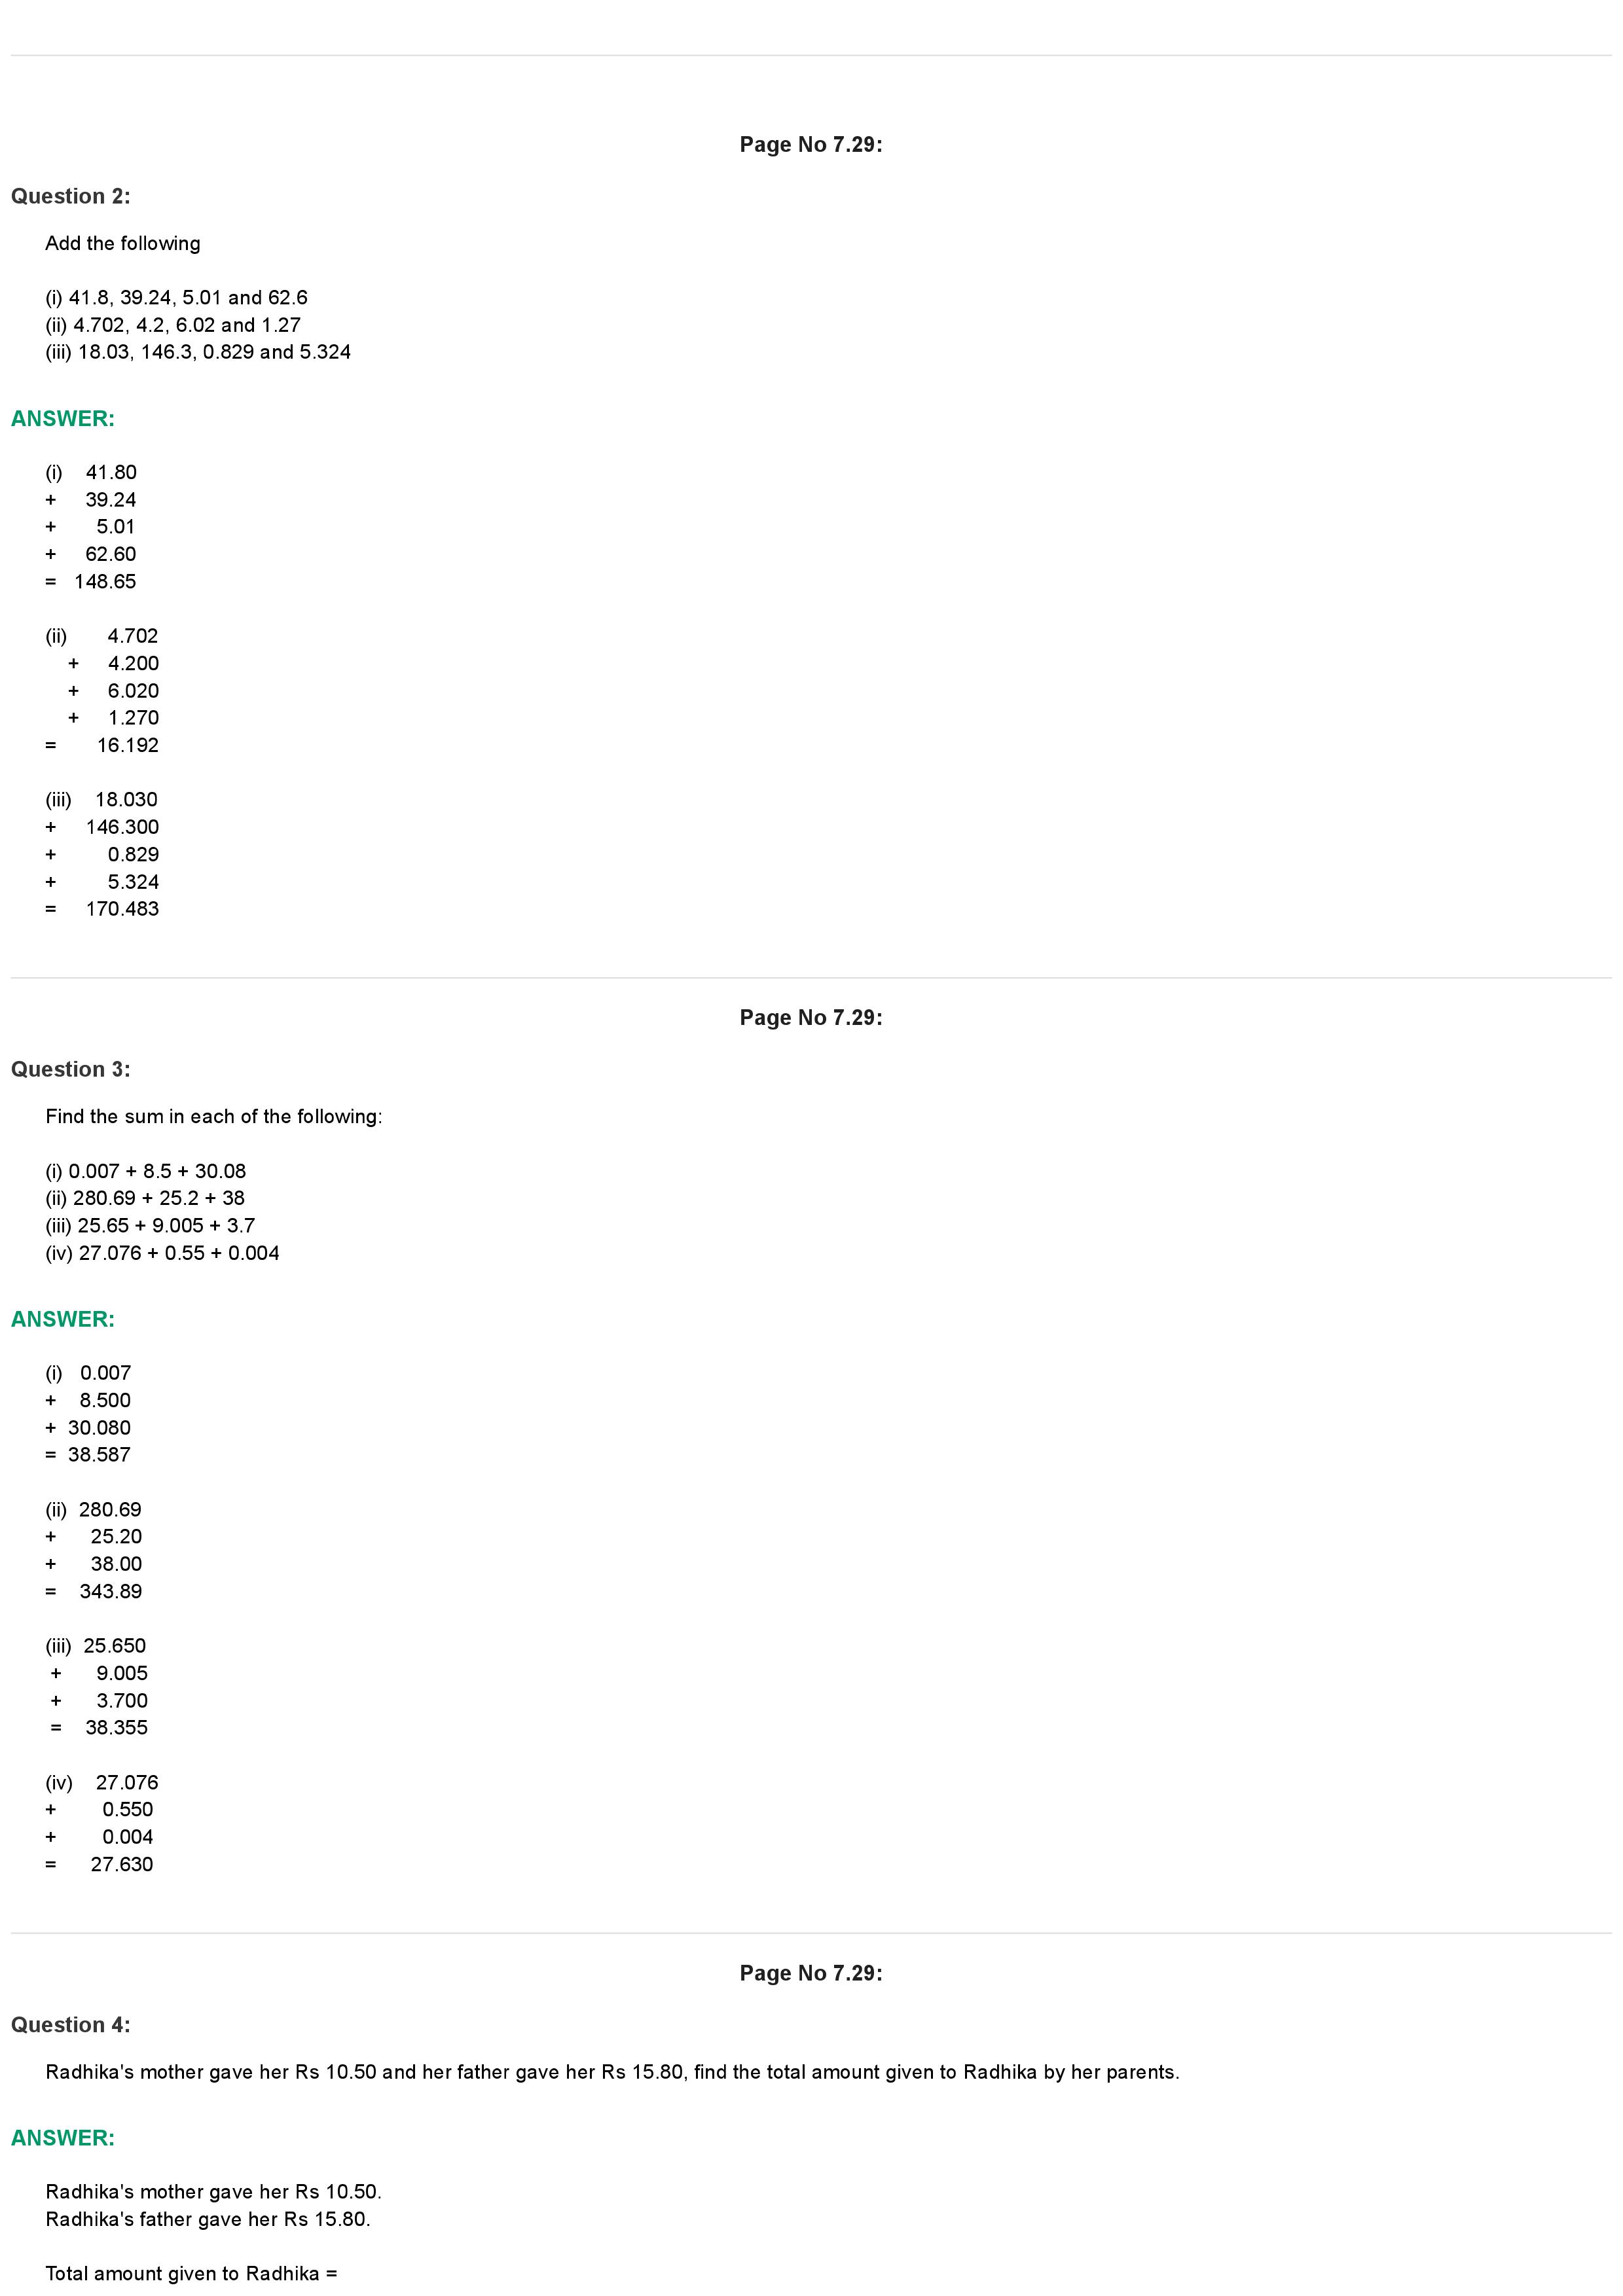 Page No 7.29:
Question 2:
Add the following
(i) 41.8, 39.24, 5.01 and 62.6
(ii) 4.702, 4.2, 6.02 and 1.27
(iii) 18.03, 146.3, 0.829 and 5.324
ANSWER:
(i) 41.80
+ 39.24
+ 5.01
+ 62.60
= 148.65
(ii) 4.702
+ 4.200
+ 6.020
+ 1.270
= 16.192
(iii) 18.030
+ 146.300
+ 0.829
+ 5.324
= 170.483
Page No 7.29:
Question 3:
Find the sum in each of the following:
(i) 0.007 + 8.5 + 30.08
(ii) 280.69 + 25.2 + 38
(iii) 25.65 + 9.005 + 3.7
(iv) 27.076 + 0.55 + 0.004
ANSWER:
(i) 0.007
+ 8.500
+ 30.080
= 38.587
(ii) 280.69
+ 25.20
+ 38.00
= 343.89
(iii) 25.650
+ 9.005
+ 3.700
= 38.355
(iv) 27.076
+ 0.550
+ 0.004
= 27.630
Page No 7.29:
Question 4:
Radhika's mother gave her Rs 10.50 and her father gave her Rs 15.80, find the total amount given to Radhika by her parents.
ANSWER:
Radhika's mother gave her Rs 10.50.
Radhika's father gave her Rs 15.80.
Total amount given to Radhika =